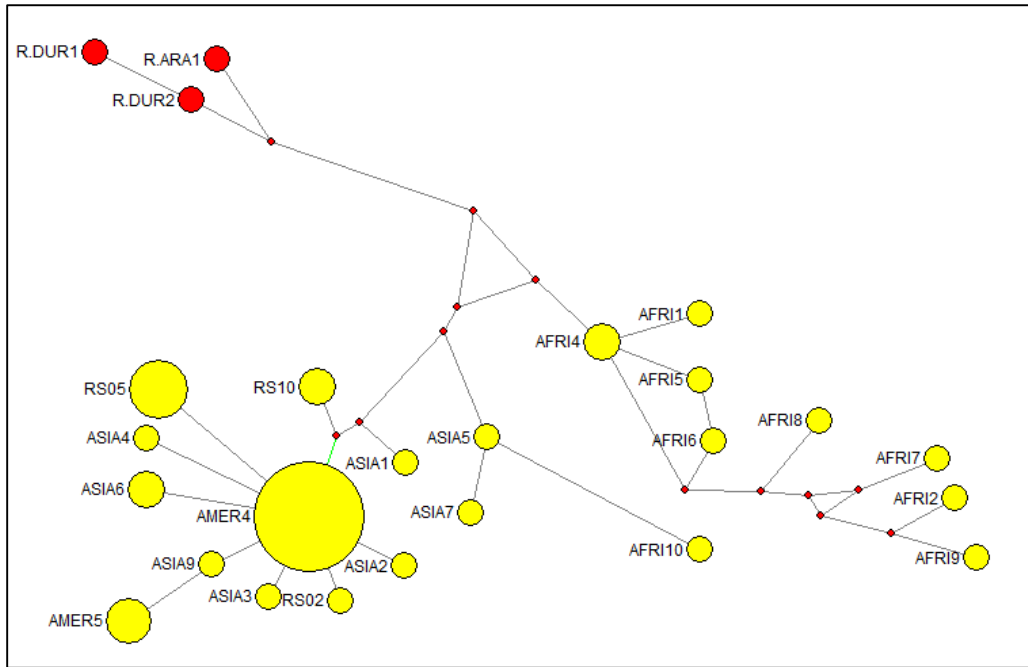 R.DUR1
R.ARA1
R.DUR2
AFRI1
AFRI4
AFRI5
RS05
RS10
AFRI8
ASIA4
ASIA5
AFRI6
ASIA1
AFRI7
ASIA6
AFRI2
AMER4
ASIA7
AFRI10
AFRI9
ASIA9
ASIA2
ASIA3
RS02
AMER5